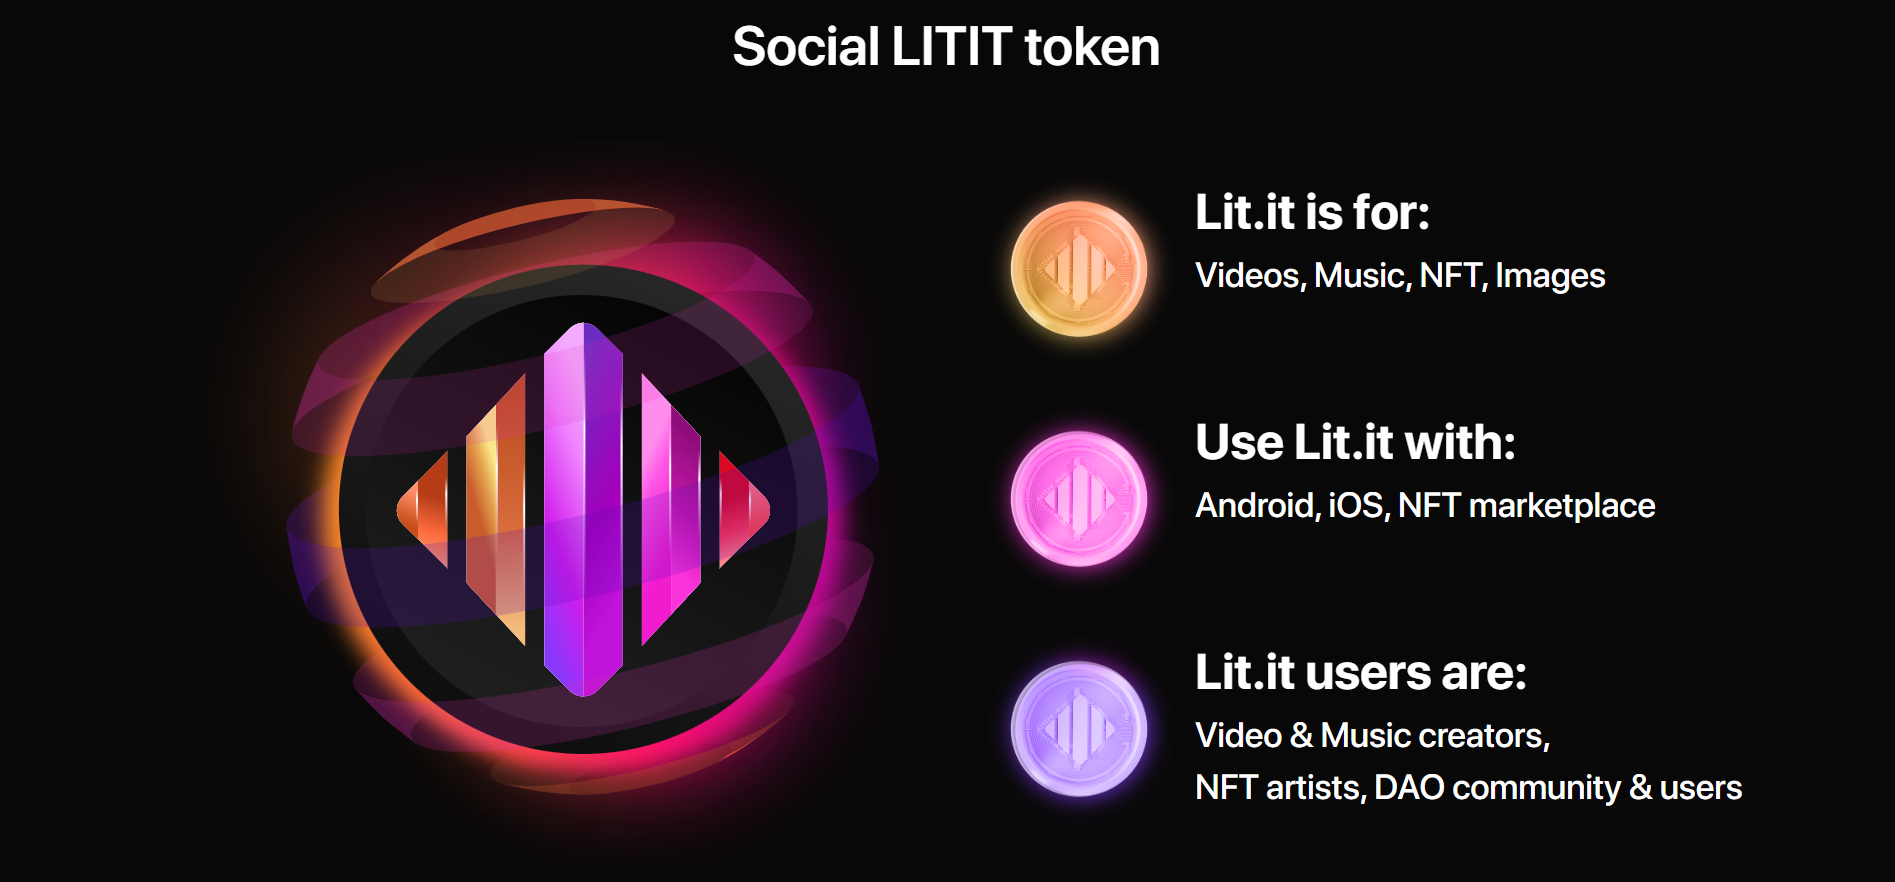 Social LITIT token
Lit.it is for:
Videos, Music, NFT, Images
Use Lit.it with:
Android, iOS, NFT marketplace
Lit.it users are:
Video & Music creators,
NFT artists, DAO community & users